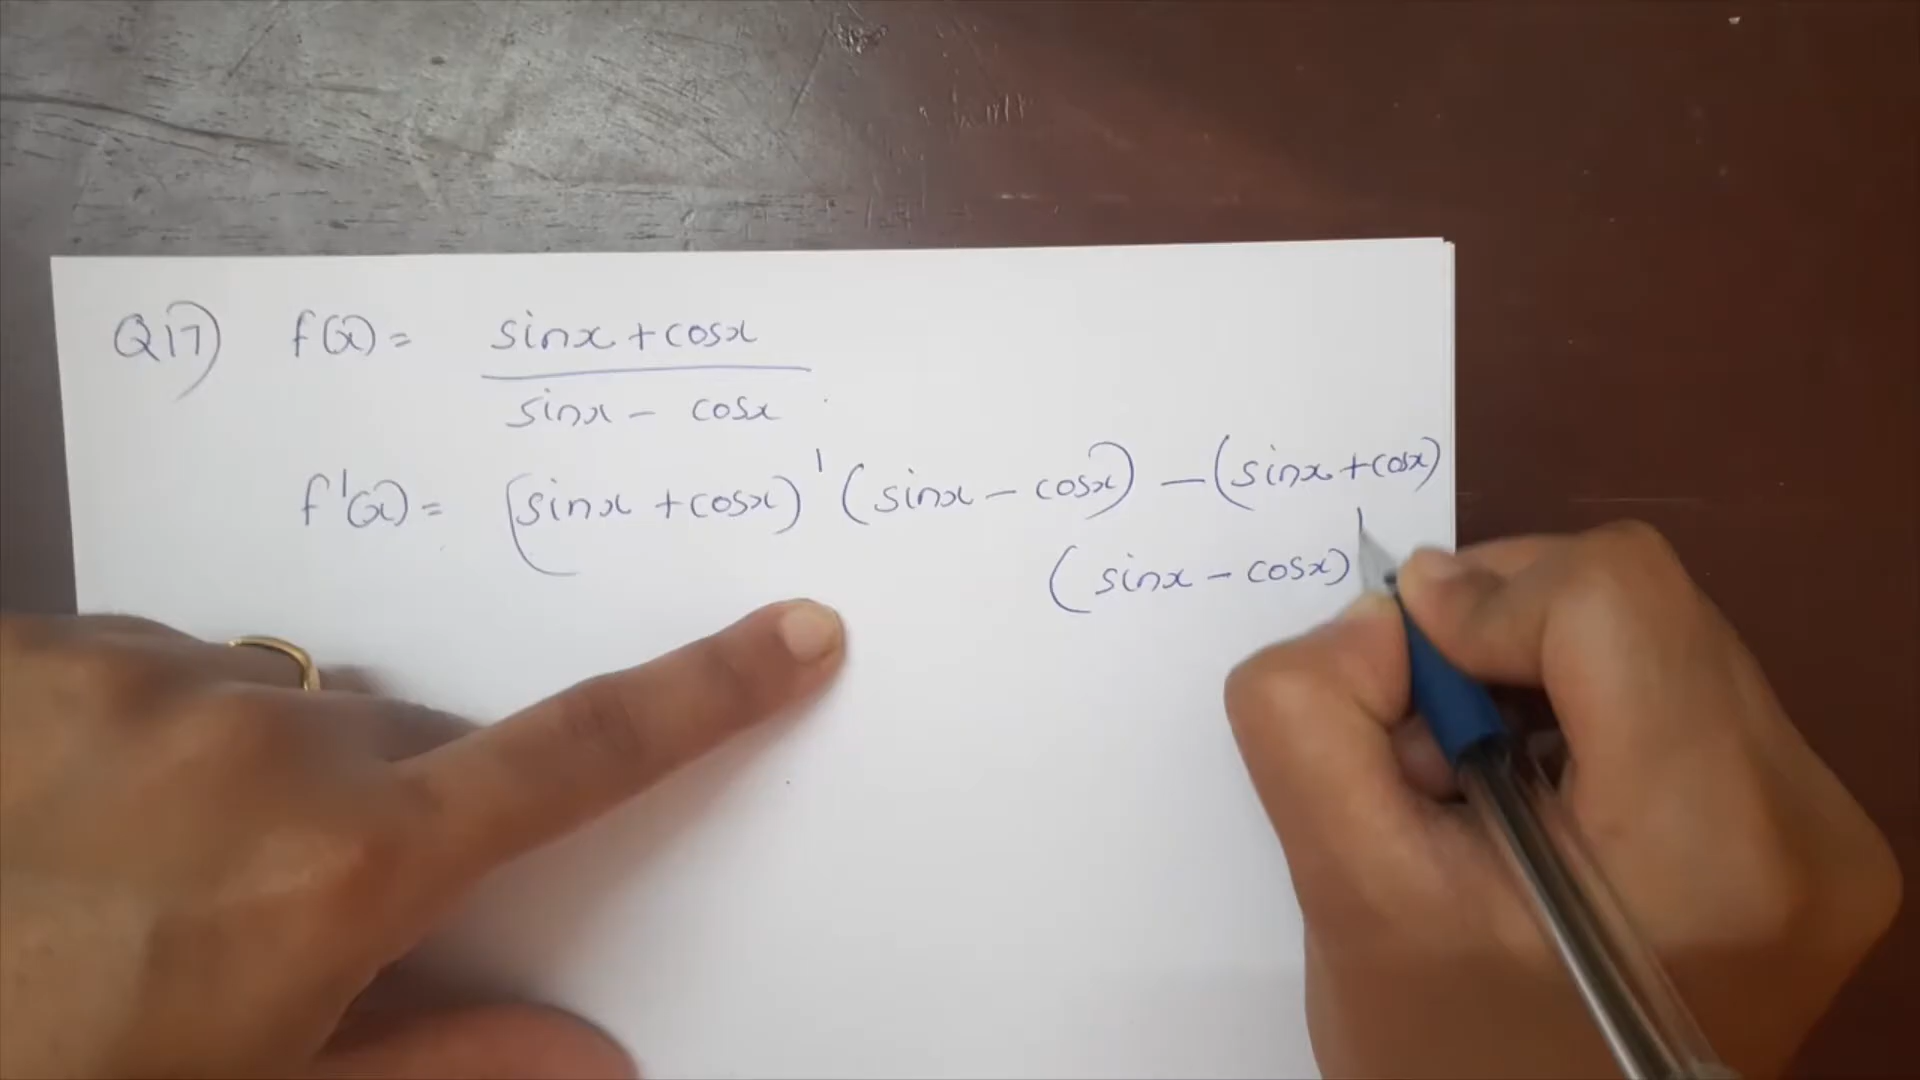 Q17) f(x) = sinx + cosx
sinx - cosx
f'(x) = (sinx + cosx)' (sinx - cosx) - (sinx + cosx)
(sinx - cosx)'